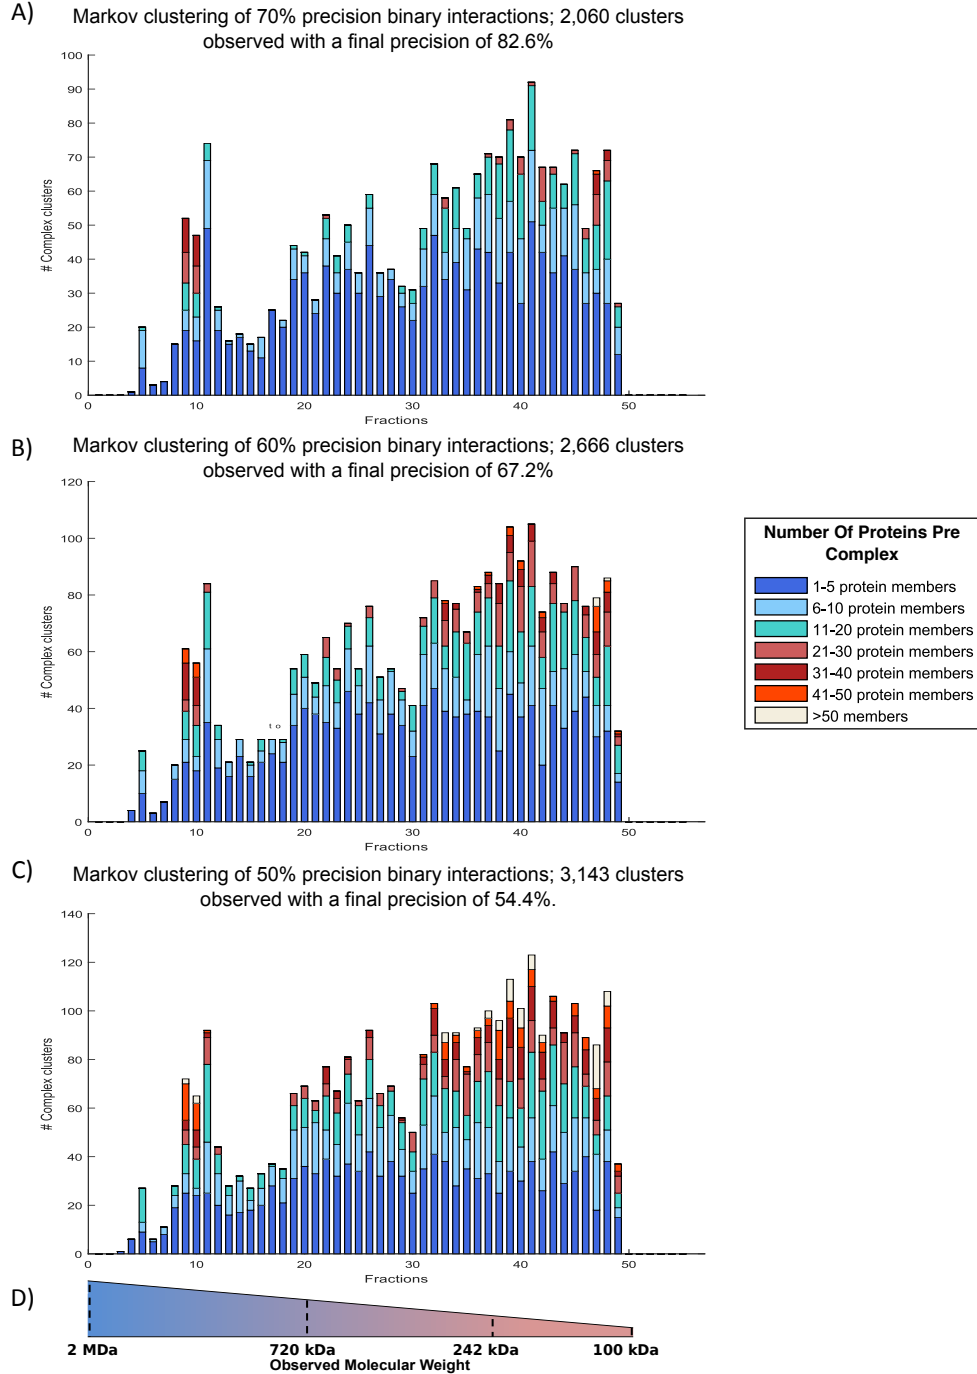 A)
Markov clustering of 70% precision binary interactions; 2,060 clusters
observed with a final precision of 82.6%
100
90
80
70
60
50
40
30
20
10
0
# Complex clusters
0 10 20 30 40 50
Fractions
B)
Markov clustering of 60% precision binary interactions; 2,666 clusters
observed with a final precision of 67.2%
120
100
80
60
40
20
0
# Complex clusters
t o
0 10 20 30 40 50
Fractions
Number Of Proteins Pre
Complex
1-5 protein members
6-10 protein members
11-20 protein members
21-30 protein members
31-40 protein members
41-50 protein members
>50 members
C)
Markov clustering of 50% precision binary interactions; 3,143 clusters
observed with a final precision of 54.4%.
140
120
100
80
60
40
20
0
# Complex clusters
0 10 20 30 40 50
Fractions
D)
2 MDa 720 kDa 242 kDa 100 kDa
Observed Molecular Weight